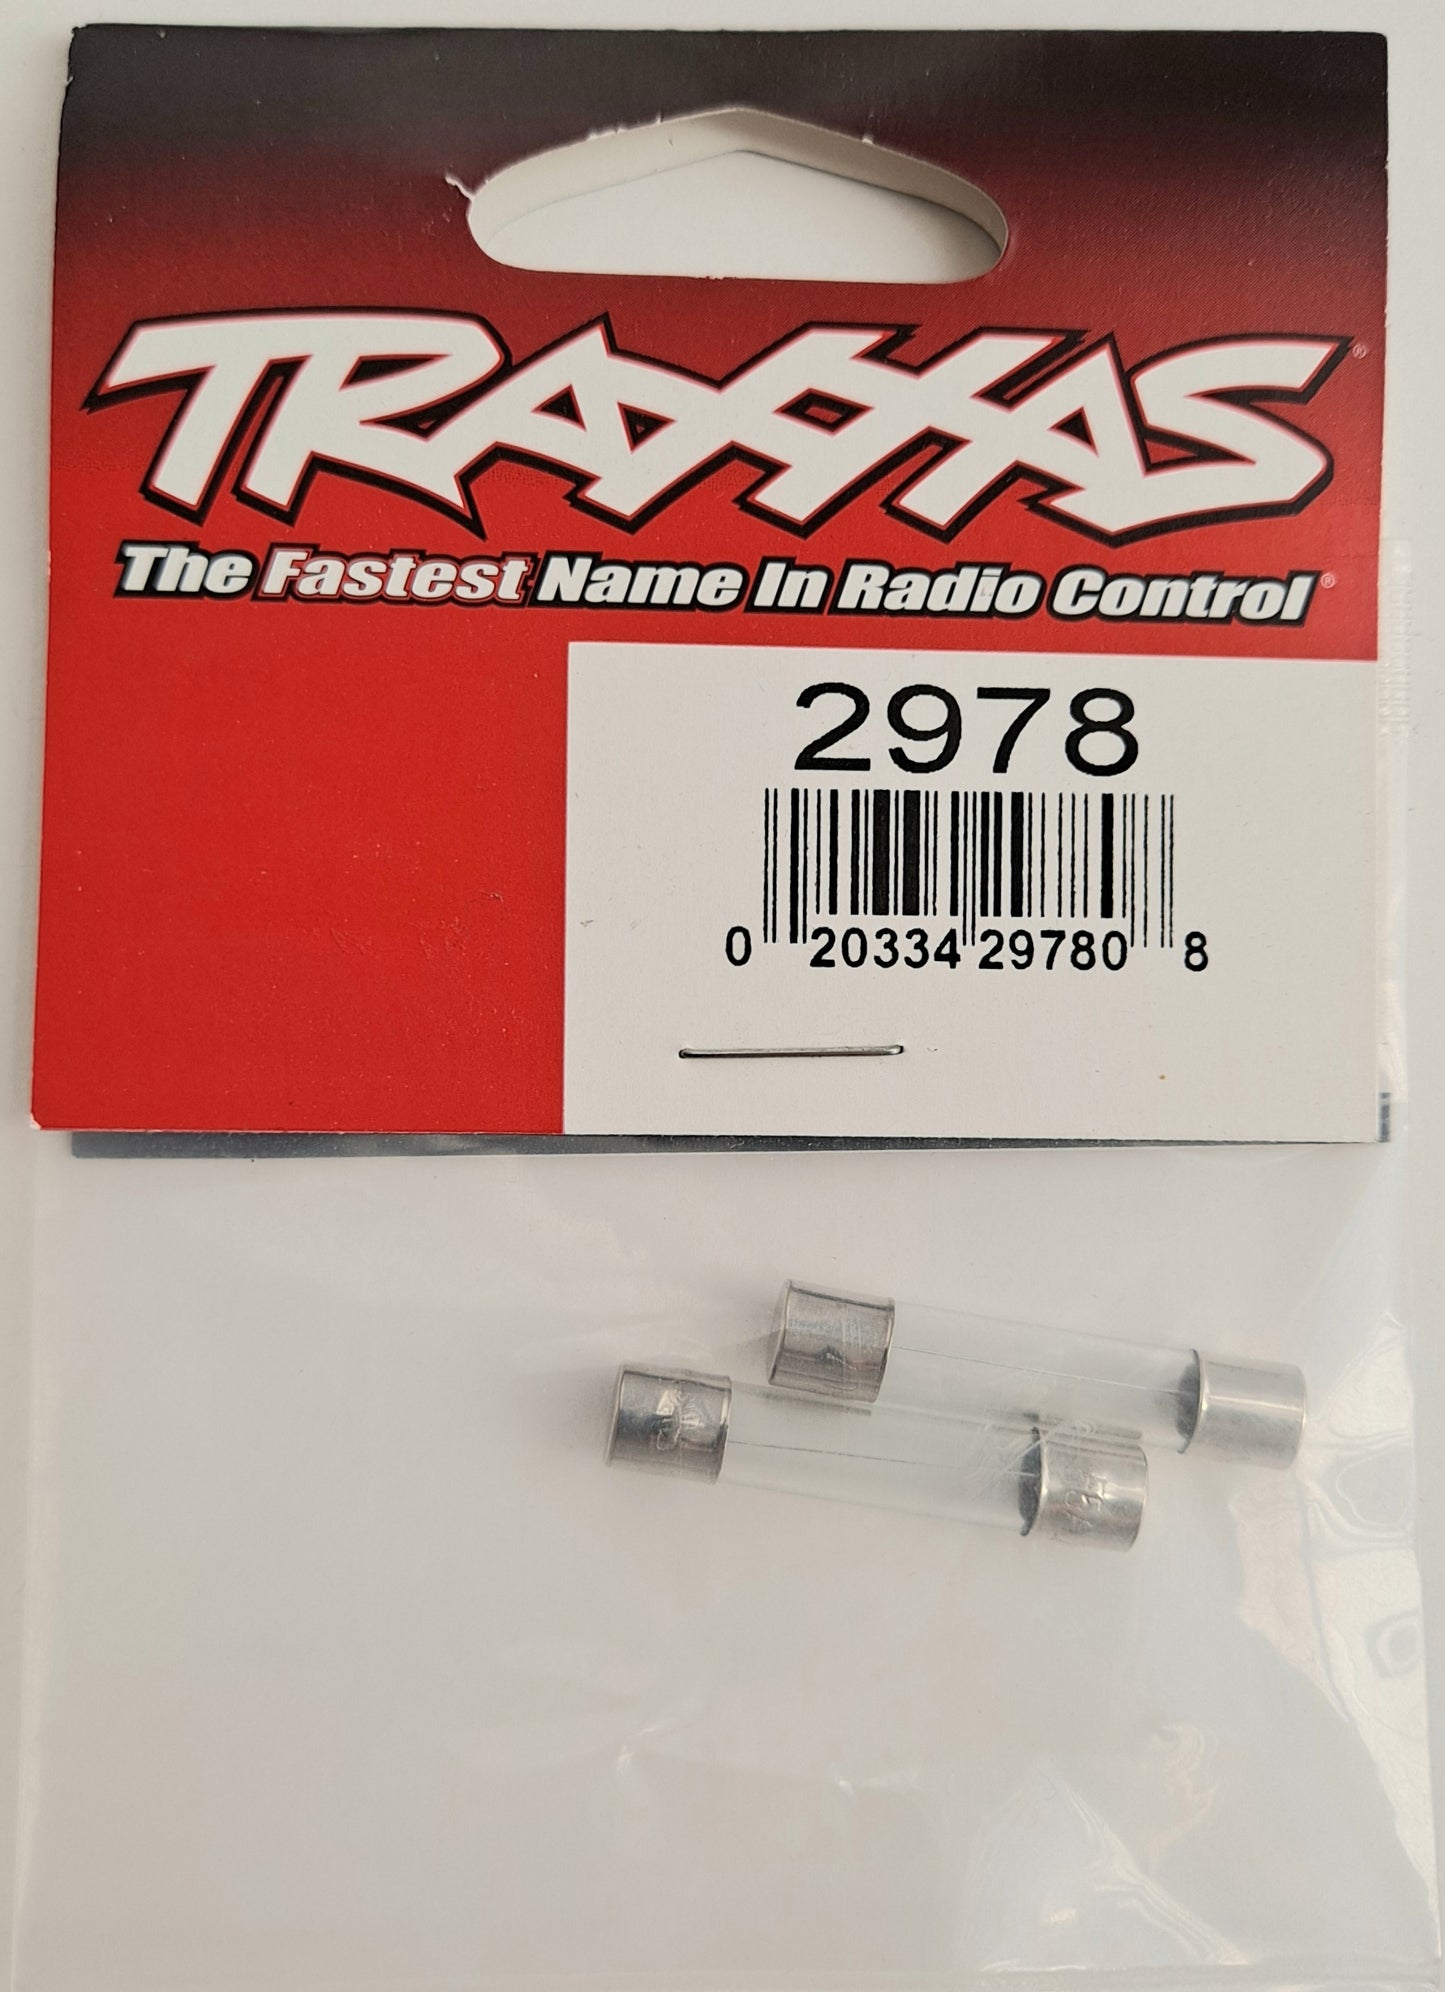 TRAXXAS®
The Fastest Name In Radio Control®
2978
0 20334 29780 8